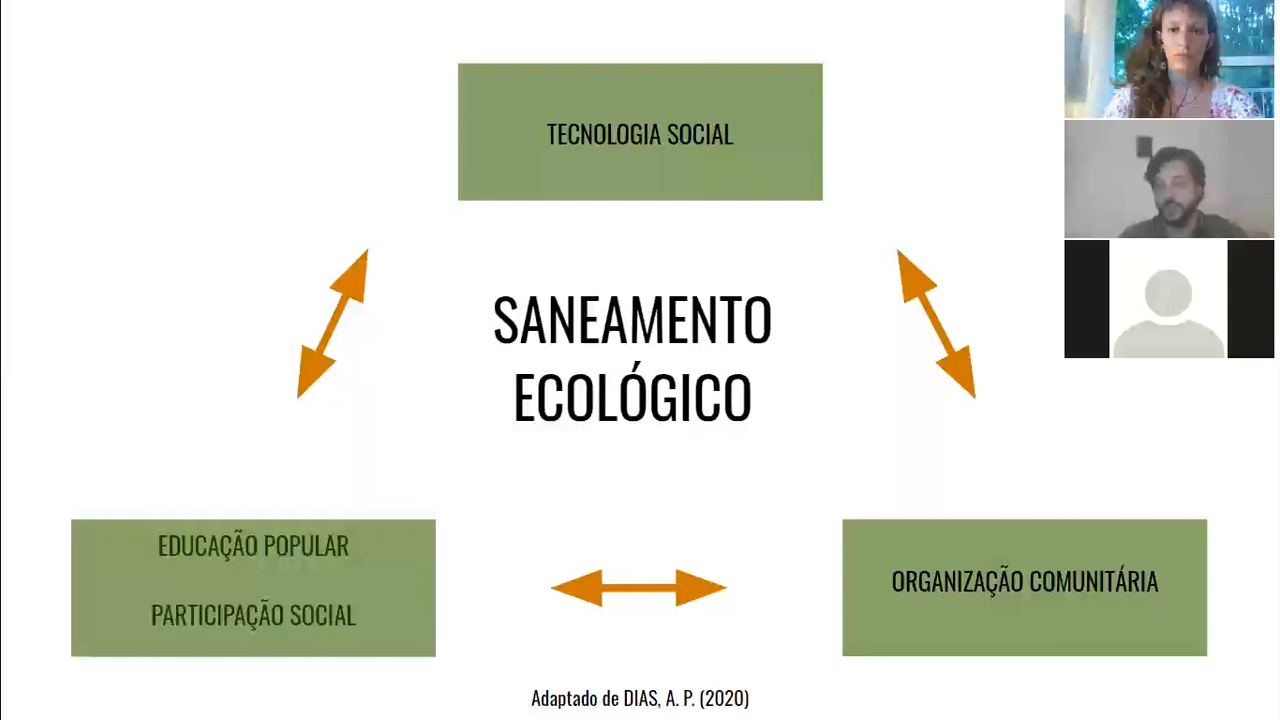 TECNOLOGIA SOCIAL
SANEAMENTO
ECOLÓGICO
EDUCAÇÃO POPULAR
PARTICIPAÇÃO SOCIAL
ORGANIZAÇÃO COMUNITÁRIA
Adaptado de DIAS, A. P. (2020)